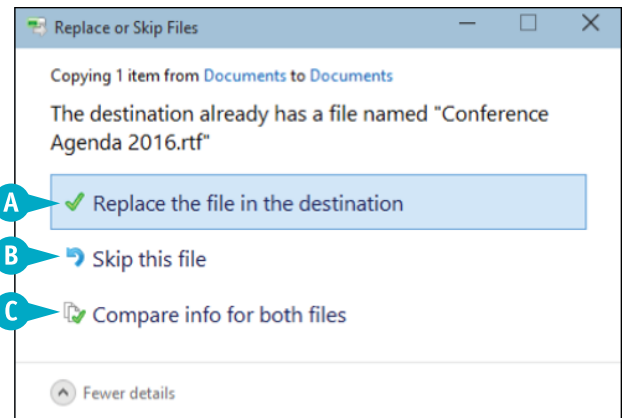 Replace or Skip Files
Copying 1 item from Documents to Documents
The destination already has a file named "Conference
Agenda 2016.rtf"
A Replace the file in the destination
B Skip this file
C Compare info for both files
Fewer details